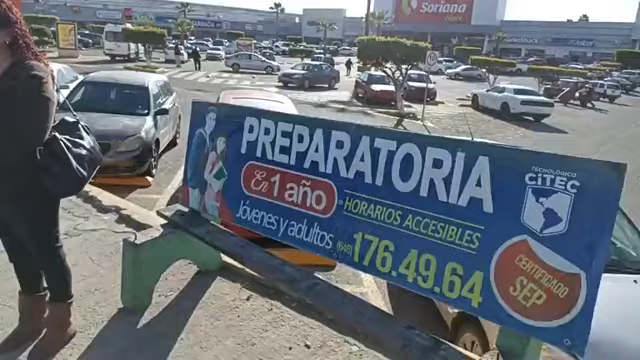 Soriana
PREPARATORIA
En 1 año
Jóvenes y adultos
HORARIOS ACCESIBLES
176.49.64
TECNOLÓGICO
CITEC
CERTIFICADO
SEP